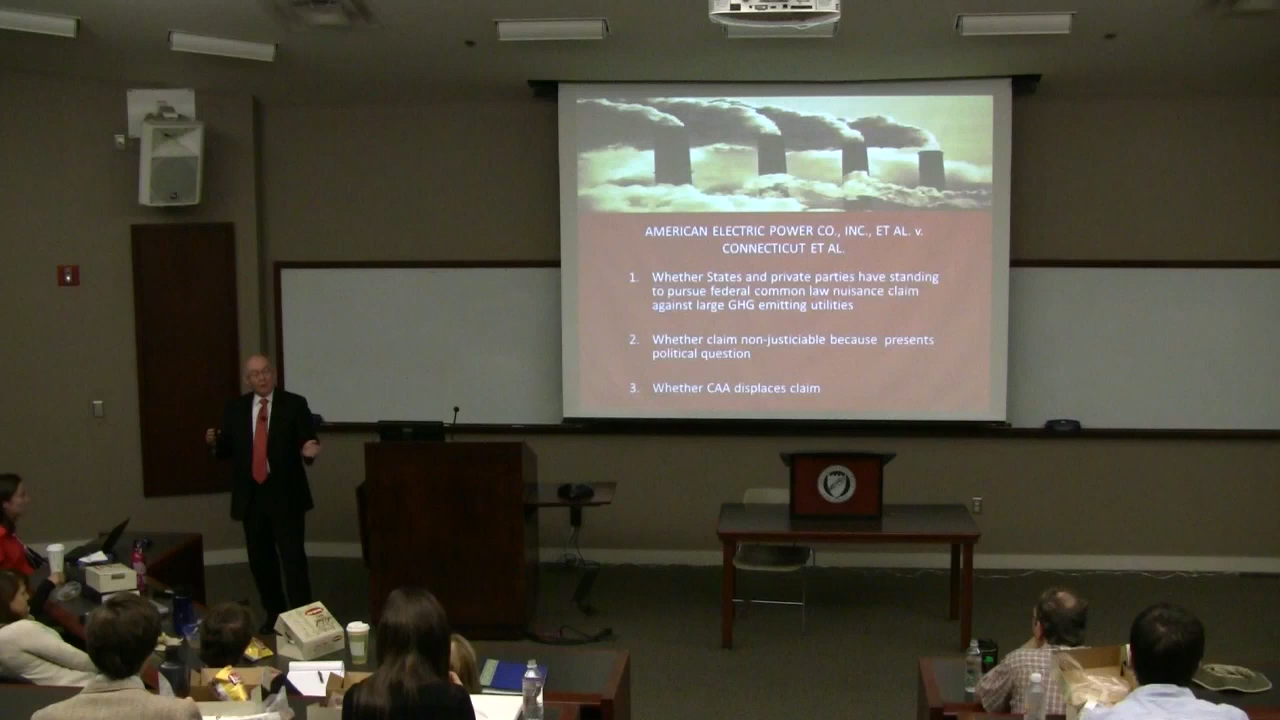 AMERICAN ELECTRIC POWER CO., INC., ET AL. v.
CONNECTICUT ET AL.
1. Whether States and private parties have standing
to pursue federal common law nuisance claim
against large GHG emitting utilities
2. Whether claim non-justiciable because presents
political question
3. Whether CAA displaces claim